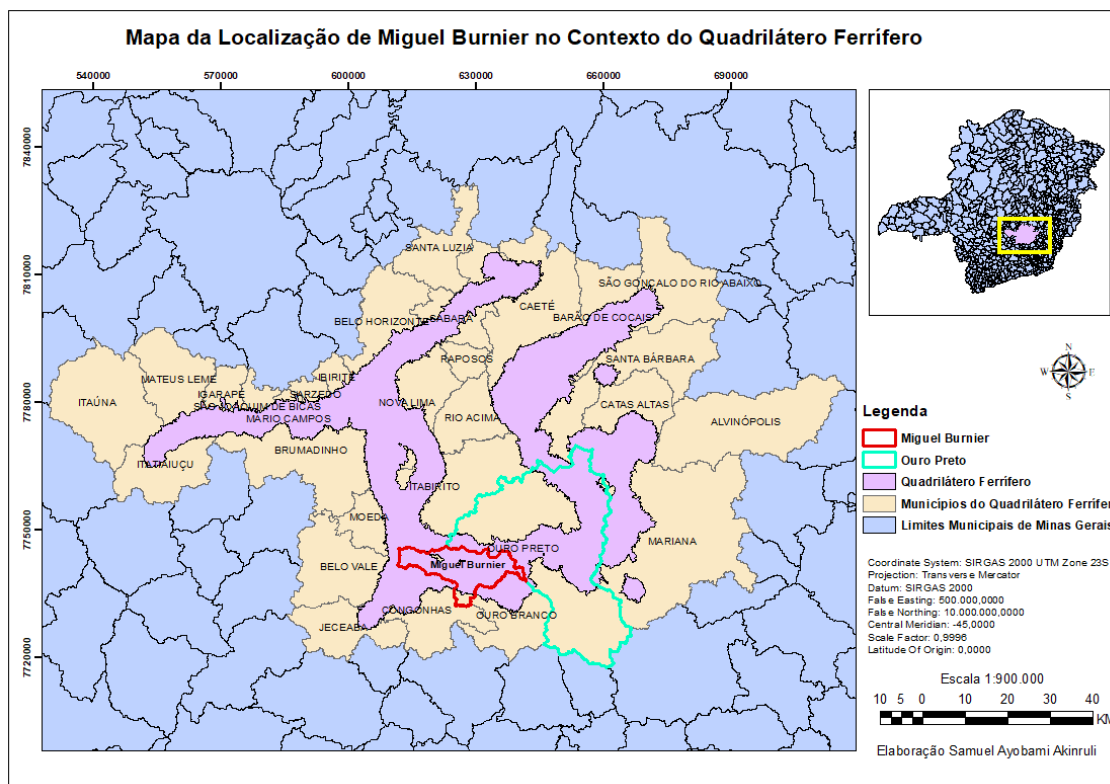 Mapa da Localização de Miguel Burnier no Contexto do Quadrilátero Ferrífero
540000 570000 600000 630000 660000 690000
7840000
7810000
7780000
7750000
7720000
SANTA LUZIA
SÃO GONÇALO DO RIO ABAIXO
CAETÉ
BARÃO DE COCAIS
BELO HORIZONTE
SABARÁ
RAPOSOS
SANTA BÁRBARA
IBIRITÉ
MATEUS LEME
IGARAPÉ
SARZEDO
ITAÚNA
SÃO JOAQUIM DE BICAS
NOVA LIMA
CATAS ALTAS
MARIO CAMPOS
RIO ACIMA
ALVINÓPOLIS
BRUMADINHO
ITATIAIUÇU
ITABIRITO
MOEDA
OURO PRETO
MARIANA
BELO VALE
Miguel Burnier
CONGONHAS
OURO BRANCO
JECEABA
N
W E
S
Legenda
Miguel Burnier
Ouro Preto
Quadrilátero Ferrífero
Municípios do Quadrilátero Ferrífer
Limites Municipais de Minas Gerais
Coordinate System: SIRGAS 2000 UTM Zone 23S
Projection: Transverse Mercator
Datum: SIRGAS 2000
False Easting: 500.000,0000
False Northing: 10.000.000,0000
Central Meridian: -45,0000
Scale Factor: 0,9996
Latitude Of Origin: 0,0000
Escala 1:900.000
10 5 0 10 20 30 40
KM
Elaboração Samuel Ayobami Akinruli